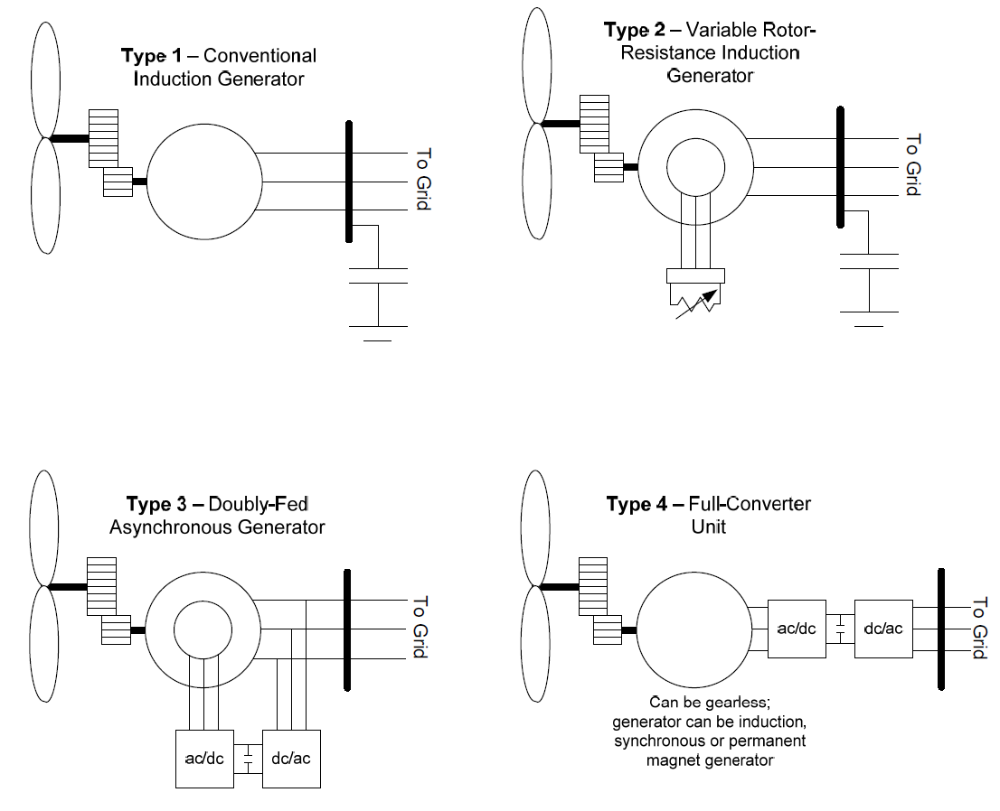 Type 1 – Conventional
Induction Generator
To Grid
Type 2 – Variable Rotor-
Resistance Induction
Generator
To Grid
Type 3 – Doubly-Fed
Asynchronous Generator
To Grid
ac/dc
dc/ac
Type 4 – Full-Converter
Unit
ac/dc
dc/ac
To Grid
Can be gearless;
generator can be induction,
synchronous or permanent
magnet generator